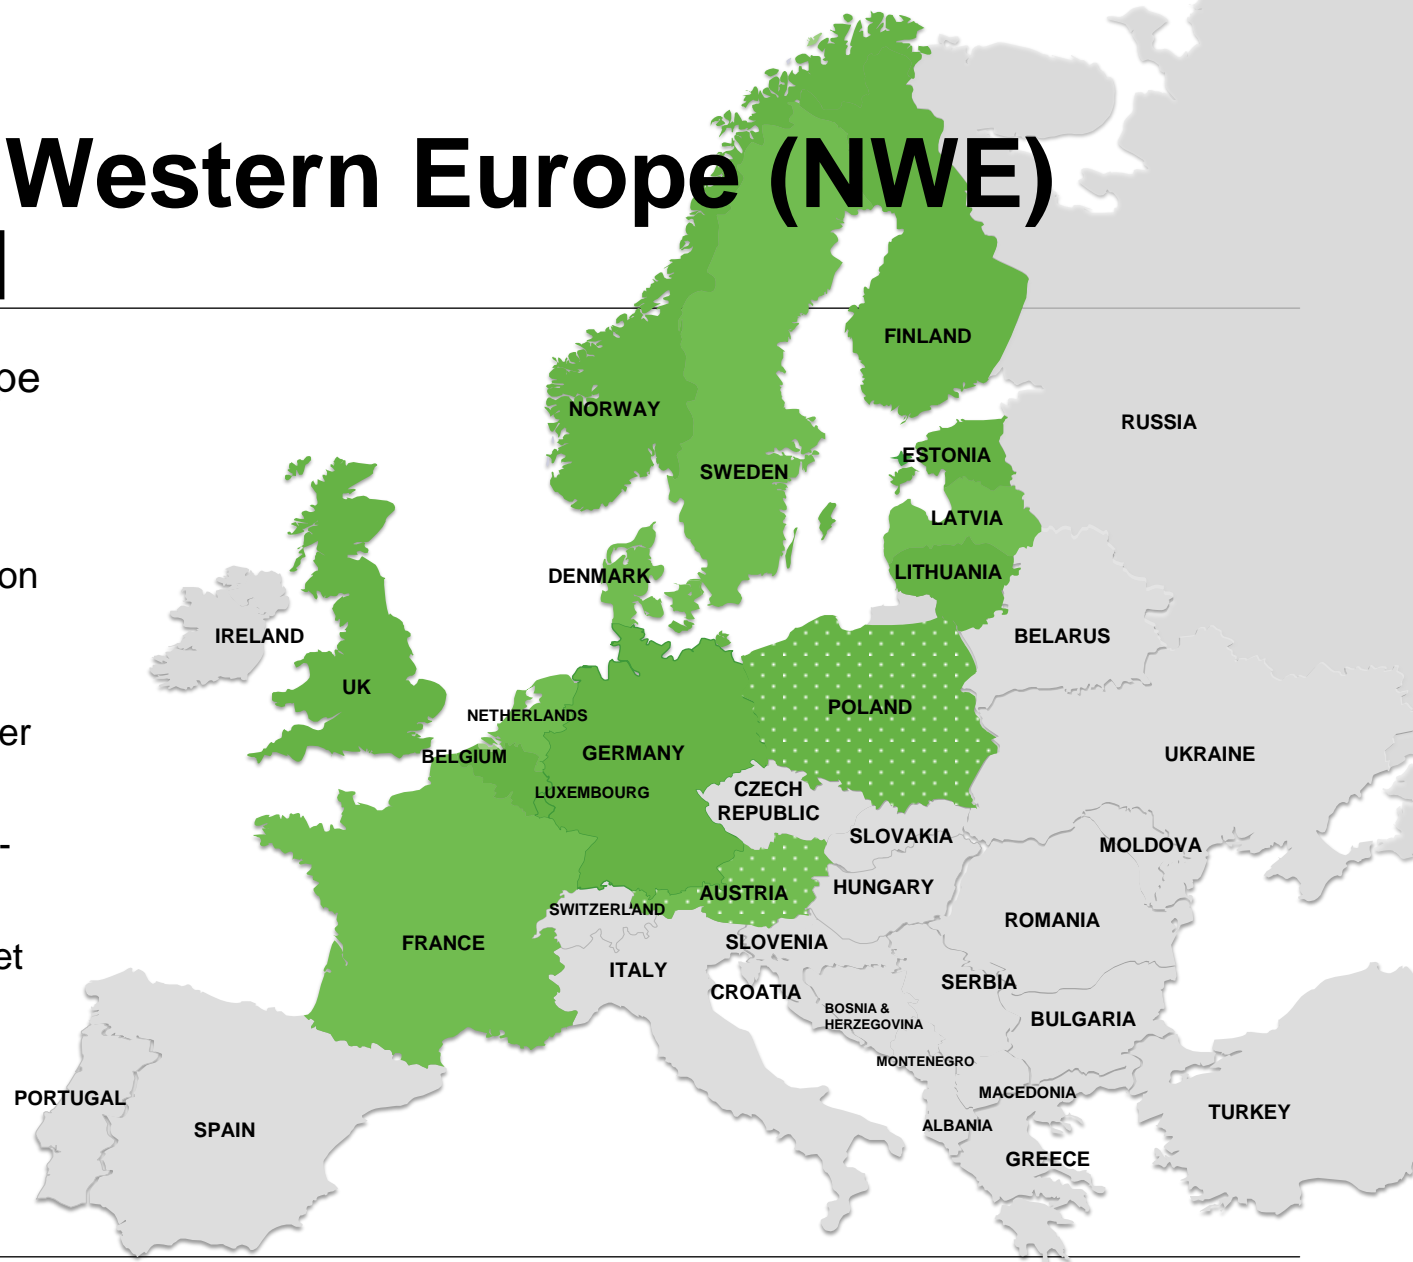 Western Europe (NWE)
FINLAND
NORWAY
RUSSIA
ESTONIA
SWEDEN
LATVIA
on
LITHUANIA
DENMARK
IRELAND
BELARUS
UK
POLAND
NETHERLANDS
er
GERMANY
BELGIUM
UKRAINE
LUXEMBOURG
CZECH
REPUBLIC
SLOVAKIA
MOLDOVA
-
HUNGARY
AUSTRIA
SWITZERLAND
ROMANIA
FRANCE
SLOVENIA
et
ITALY
SERBIA
CROATIA
BOSNIA &
HERZEGOVINA
BULGARIA
MONTENEGRO
MACEDONIA
PORTUGAL
TURKEY
ALBANIA
SPAIN
GREECE